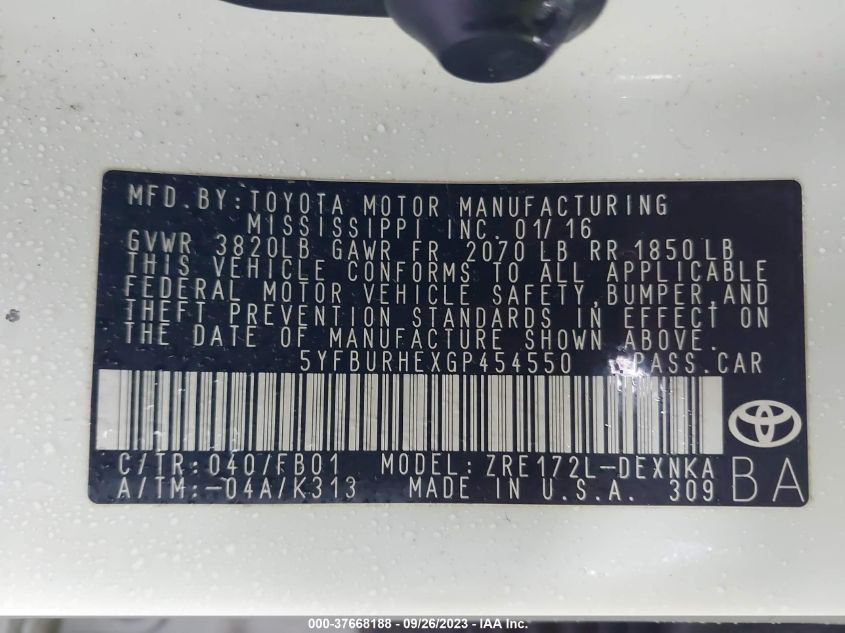 MFD.BY:TOYOTA MOTOR MANUFACTURING
MISSISSIPPI INC. 01/16
GVWR 3820LB GAWR FR 2070 LB RR 1850LB
THIS VEHICLE CONFORMS TO ALL APPLICABLE
FEDERAL MOTOR VEHICLE SAFETY,BUMPER,AND
THEFT PREVENTION STANDARDS IN EFFECT ON
THE DATE OF MANUFACTURE SHOWN ABOVE.
5YFBURHEXGP454550 PASS.CAR
C/TR:040/FB01 MODEL:ZRE172L-DEXNKA
A/TM:-04A/K313 MADE IN U.S.A. 309
BA
000-37668188 - 09/26/2023 - IAA Inc.